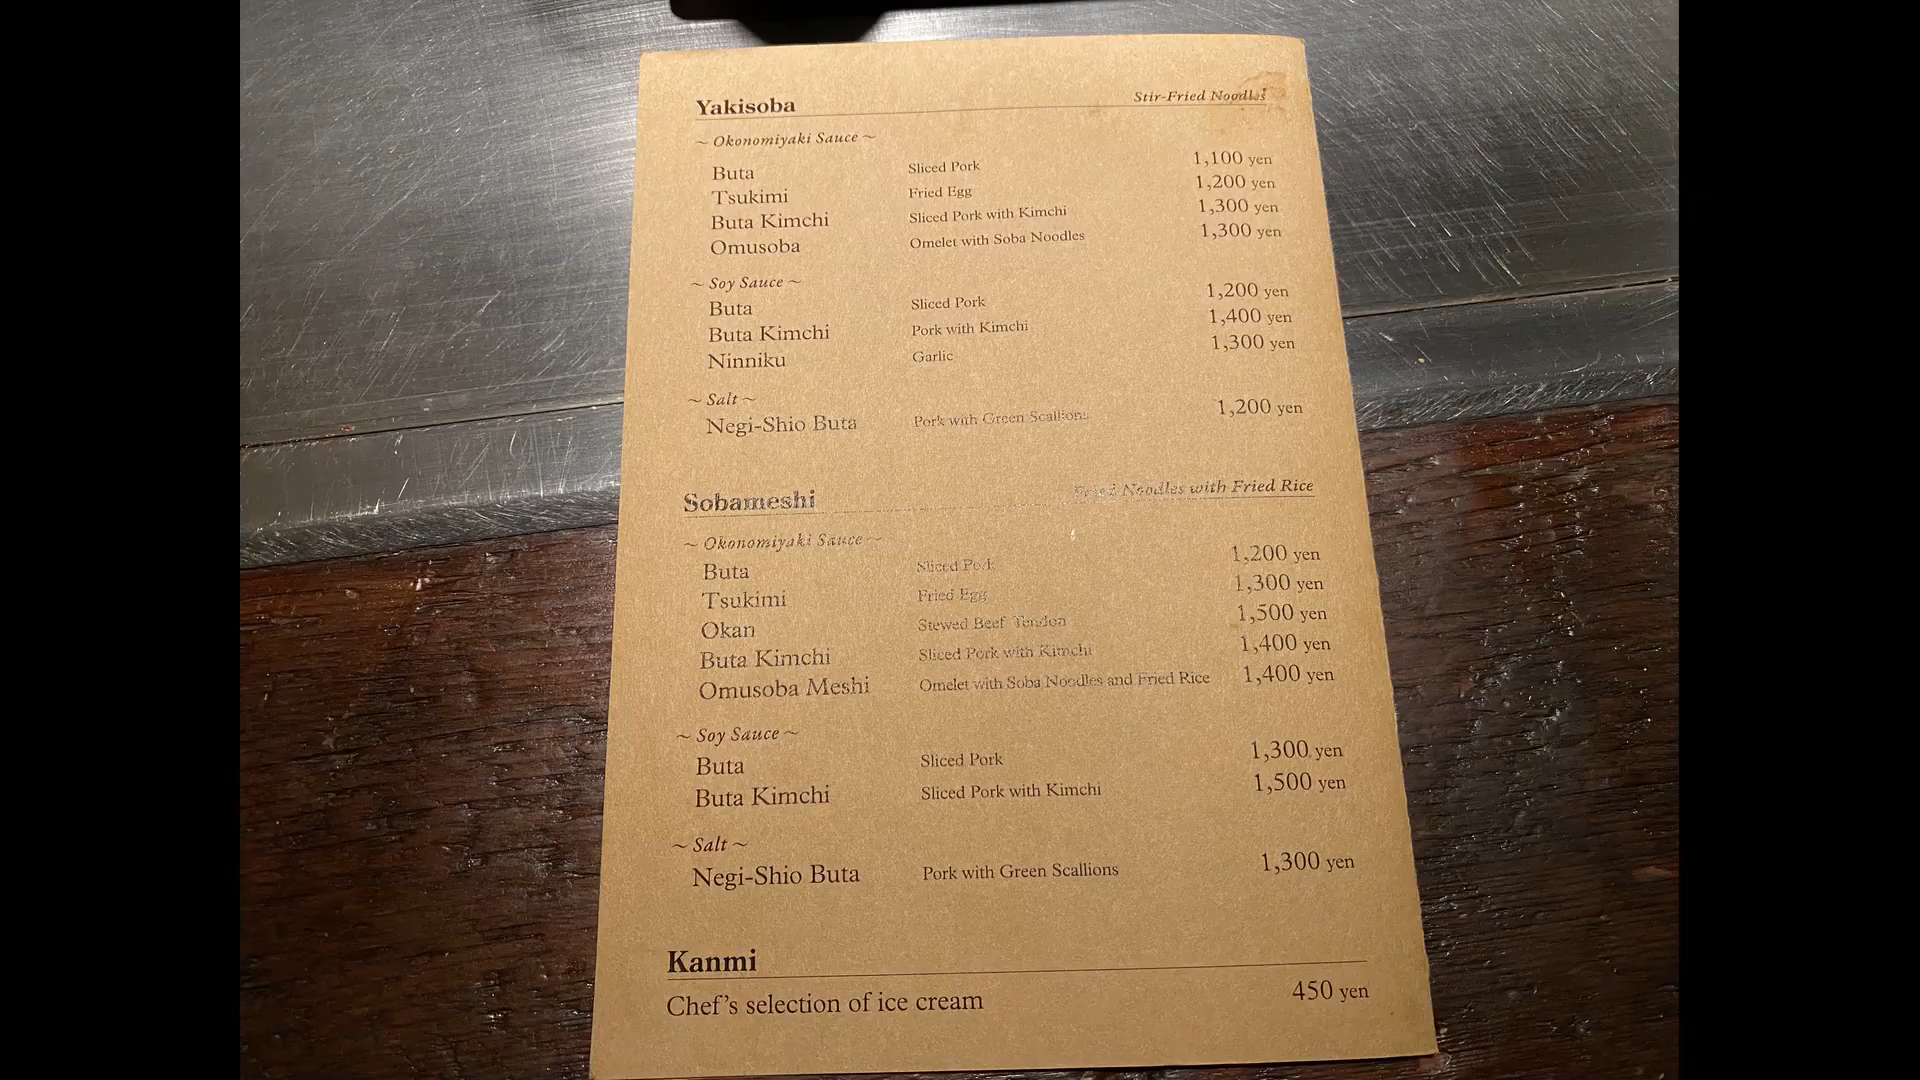 Yakisoba Stir-Fried Noodles
~ Okonomiyaki Sauce ~
Buta Sliced Pork 1,100 yen
Tsukimi Fried Egg 1,200 yen
Buta Kimchi Sliced Pork with Kimchi 1,300 yen
Omusoba Omelet with Soba Noodles 1,300 yen
~ Soy Sauce ~
Buta Sliced Pork 1,200 yen
Buta Kimchi Pork with Kimchi 1,400 yen
Ninniku Garlic 1,300 yen
~ Salt ~
Negi-Shio Buta Pork with Green Scallions 1,200 yen
Sobameshi Fried Noodles with Fried Rice
~ Okonomiyaki Sauce ~
Buta Sliced Pork 1,200 yen
Tsukimi Fried Egg 1,300 yen
Okan Stewed Beef Tendon 1,500 yen
Buta Kimchi Sliced Pork with Kimchi 1,400 yen
Omusoba Meshi Omelet with Soba Noodles and Fried Rice 1,400 yen
~ Soy Sauce ~
Buta Sliced Pork 1,300 yen
Buta Kimchi Sliced Pork with Kimchi 1,500 yen
~ Salt ~
Negi-Shio Buta Pork with Green Scallions 1,300 yen
Kanmi
Chef's selection of ice cream 450 yen